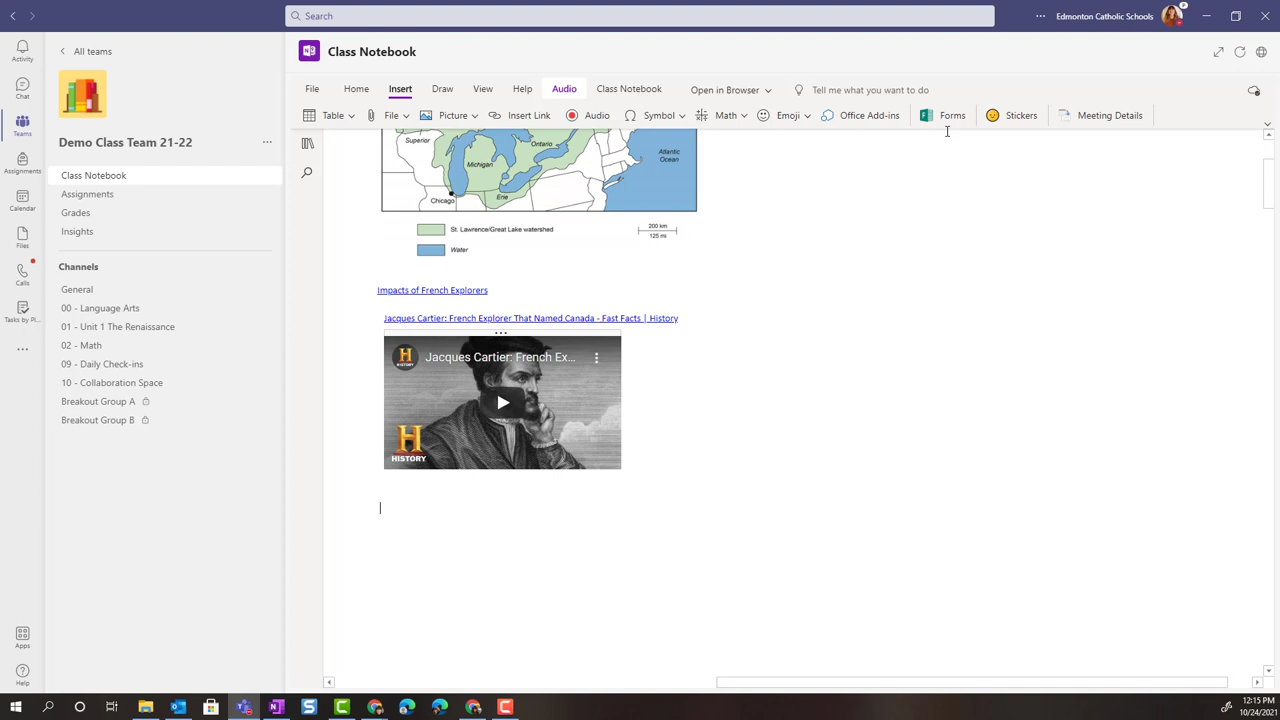 Search
Edmonton Catholic Schools
Activity
Chat
Teams
Assignments
Calendar
Files
Calls
Tasks by Pl...
Apps
Help
All teams
Demo Class Team 21-22
Class Notebook
Assignments
Grades
Insights
Channels
General
00 - Language Arts
01 - Unit 1 The Renaissance
02 - Math
09 - Daily Check-ins
10 - Collaboration Space
Breakout Group A
Breakout Group B
Class Notebook
File Home Insert Draw View Help Audio Class Notebook Open in Browser Tell me what you want to do
Table File Picture Insert Link Audio Symbol Math Emoji Office Add-ins Forms Stickers Meeting Details
Superior
Ontario
Michigan
Atlantic
Ocean
Chicago
Erie
St. Lawrence/Great Lake watershed
200 km
125 mi
Water
Impacts of French Explorers
Jacques Cartier: French Explorer That Named Canada - Fast Facts | History
Jacques Cartier: French Ex...
H
HISTORY
H
HISTORY
12:15 PM
10/24/2021